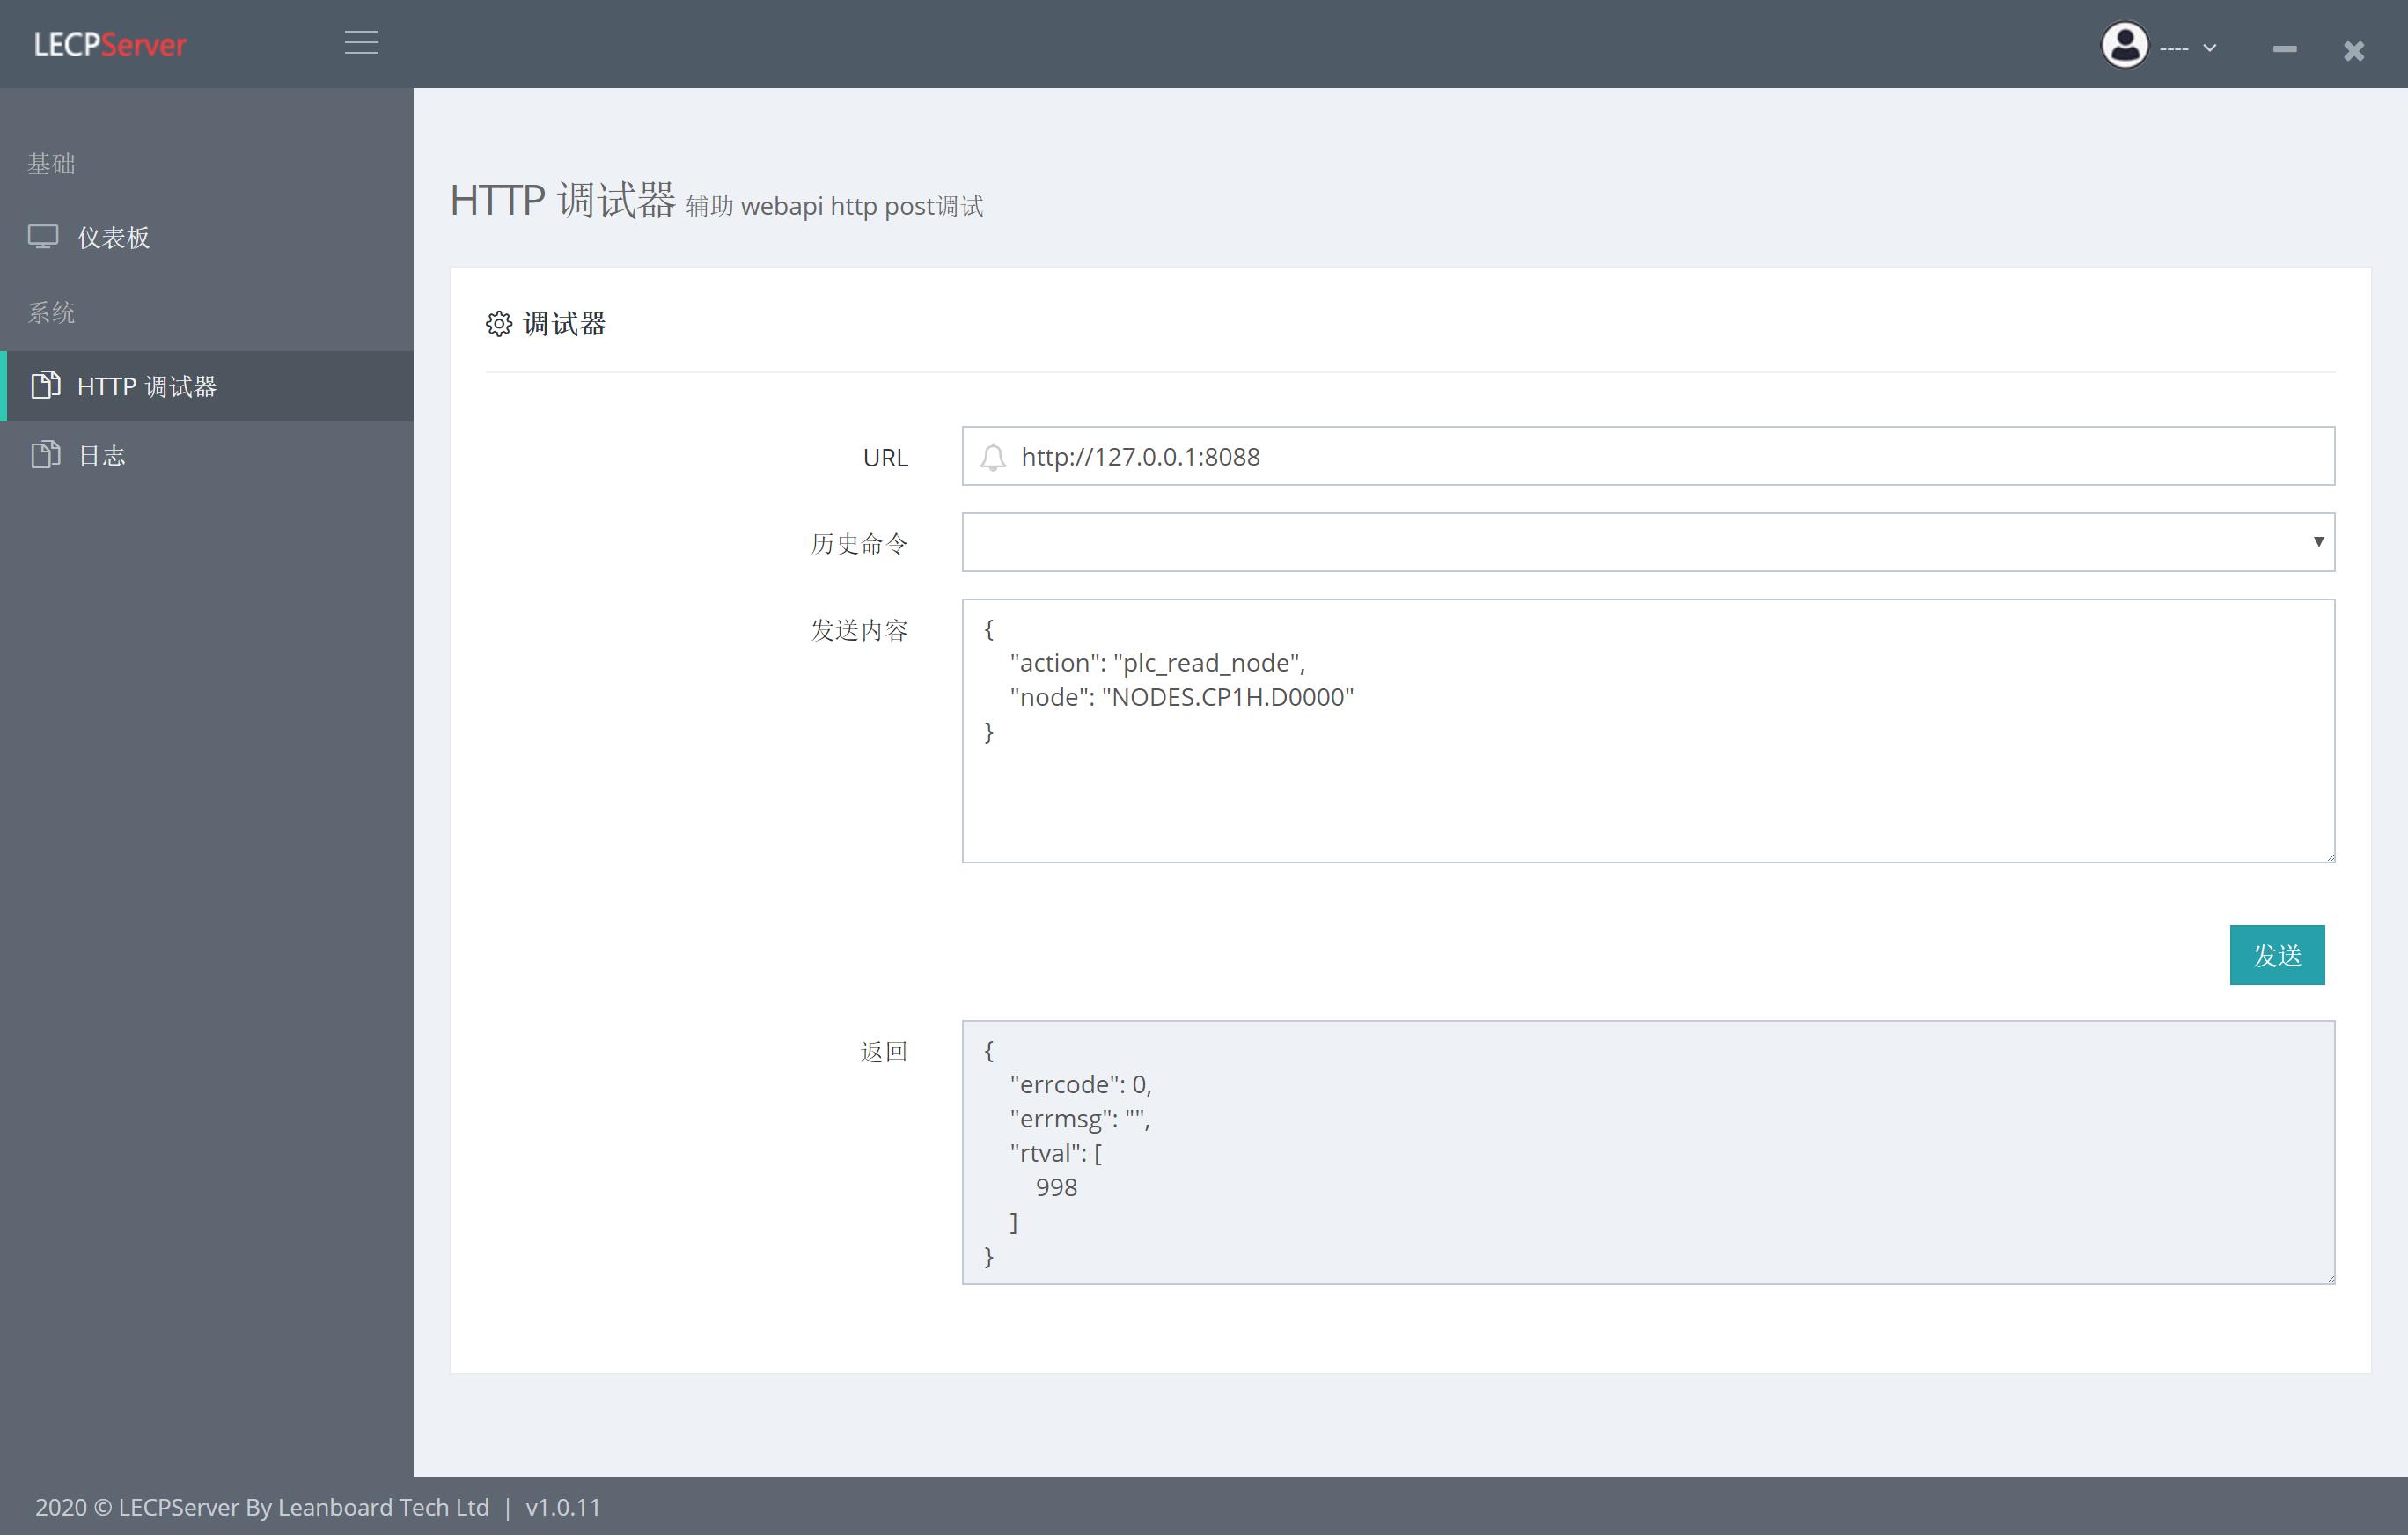 LECPServer
----
基础
仪表板
系统
HTTP 调试器
日志
HTTP 调试器 辅助 webapi http post调试
调试器
URL
http://127.0.0.1:8088
历史命令
发送内容
{
"action": "plc_read_node",
"node": "NODES.CP1H.D0000"
}
发送
返回
{
"errcode": 0,
"errmsg": "",
"rtval": [
998
]
}
2020 © LECPServer By Leanboard Tech Ltd | v1.0.11